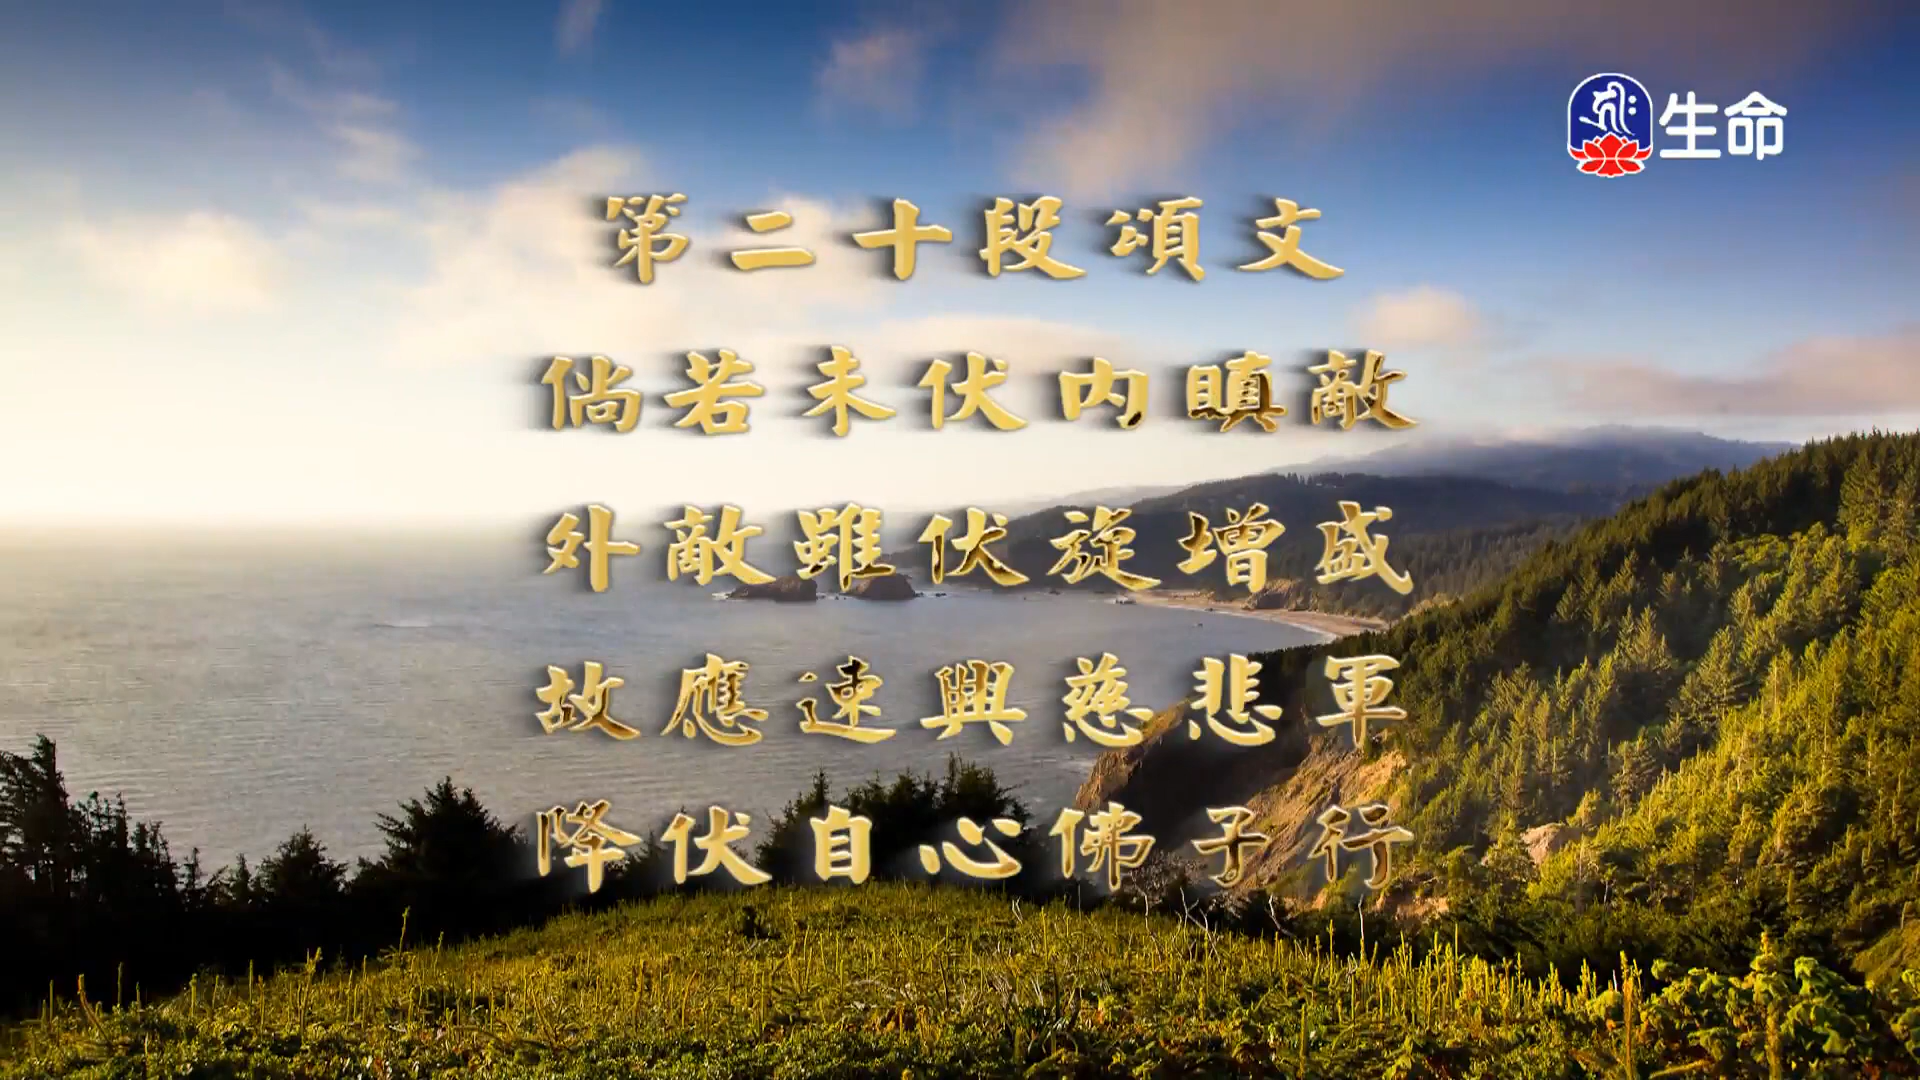 生命
第二十段頌文
倘若未伏內瞋敵
外敵雖伏旋增盛
故應速興慈悲軍
降伏自心佛子行